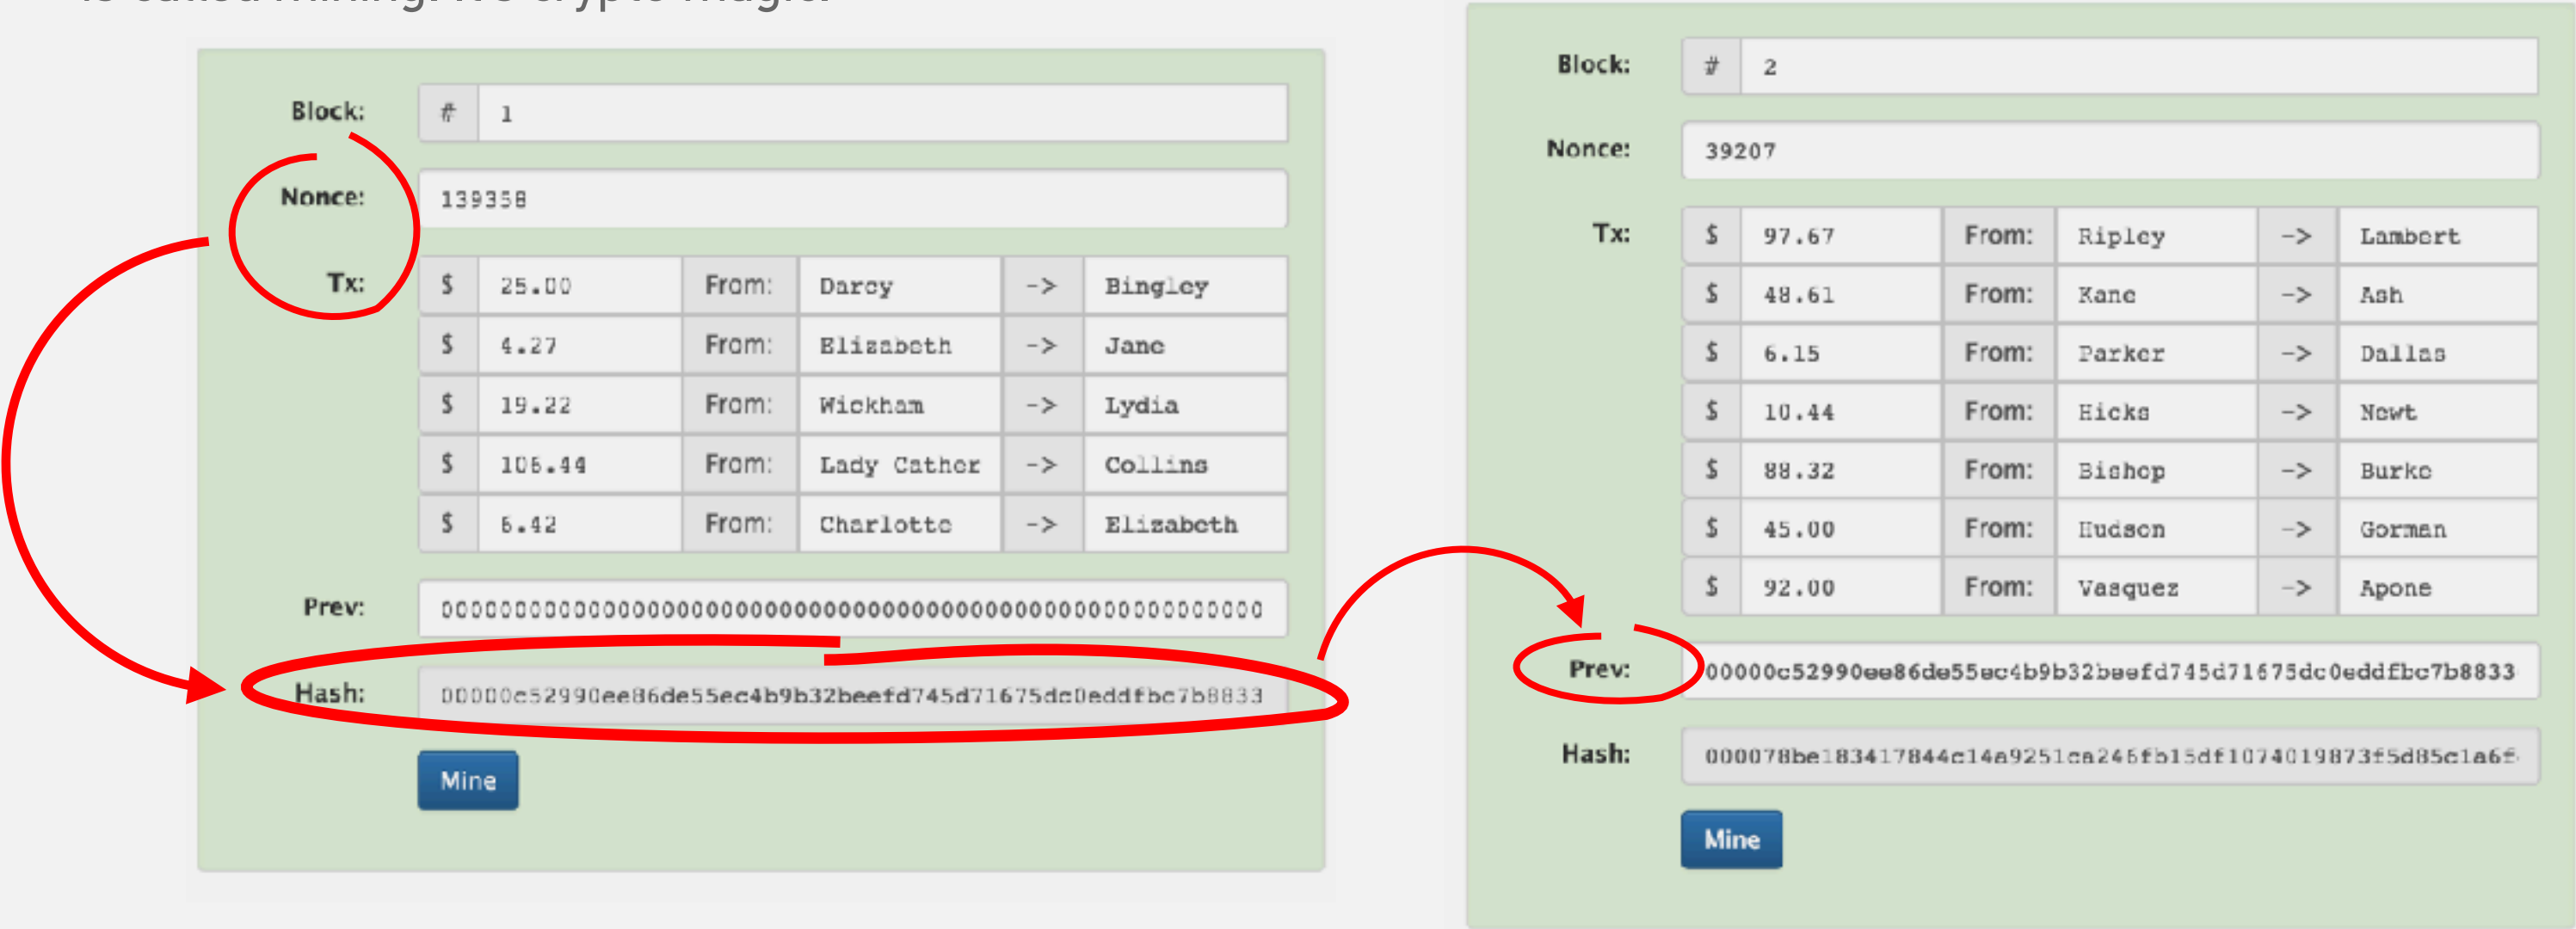 Block: # 1
Nonce: 139358
Tx: $ 25.00 From: Darcy -> Bingley
$ 4.27 From: Elizabeth -> Jane
$ 19.22 From: Wickham -> Lydia
$ 106.44 From: Lady Cather -> Collins
$ 6.42 From: Charlotte -> Elizabeth
Prev: 00000000000000000000000000000000000000000000000000000000
Hash: 00000c52990ee86de55ec4b9b32beefd745d71675dc0eddfbc7b8833
Mine
Block: # 2
Nonce: 39207
Tx: $ 97.67 From: Ripley -> Lambert
$ 48.61 From: Kane -> Ash
$ 6.15 From: Parker -> Dallas
$ 10.44 From: Hicks -> Newt
$ 88.32 From: Bishop -> Burke
$ 45.00 From: Hudson -> Gorman
$ 92.00 From: Vasquez -> Apone
Prev: 00000c52990ee86de55ec4b9b32beefd745d71675dc0eddfbc7b8833
Hash: 000078be183417844c14a9251ca246fb15df1074019873f5d85c1a6f
Mine